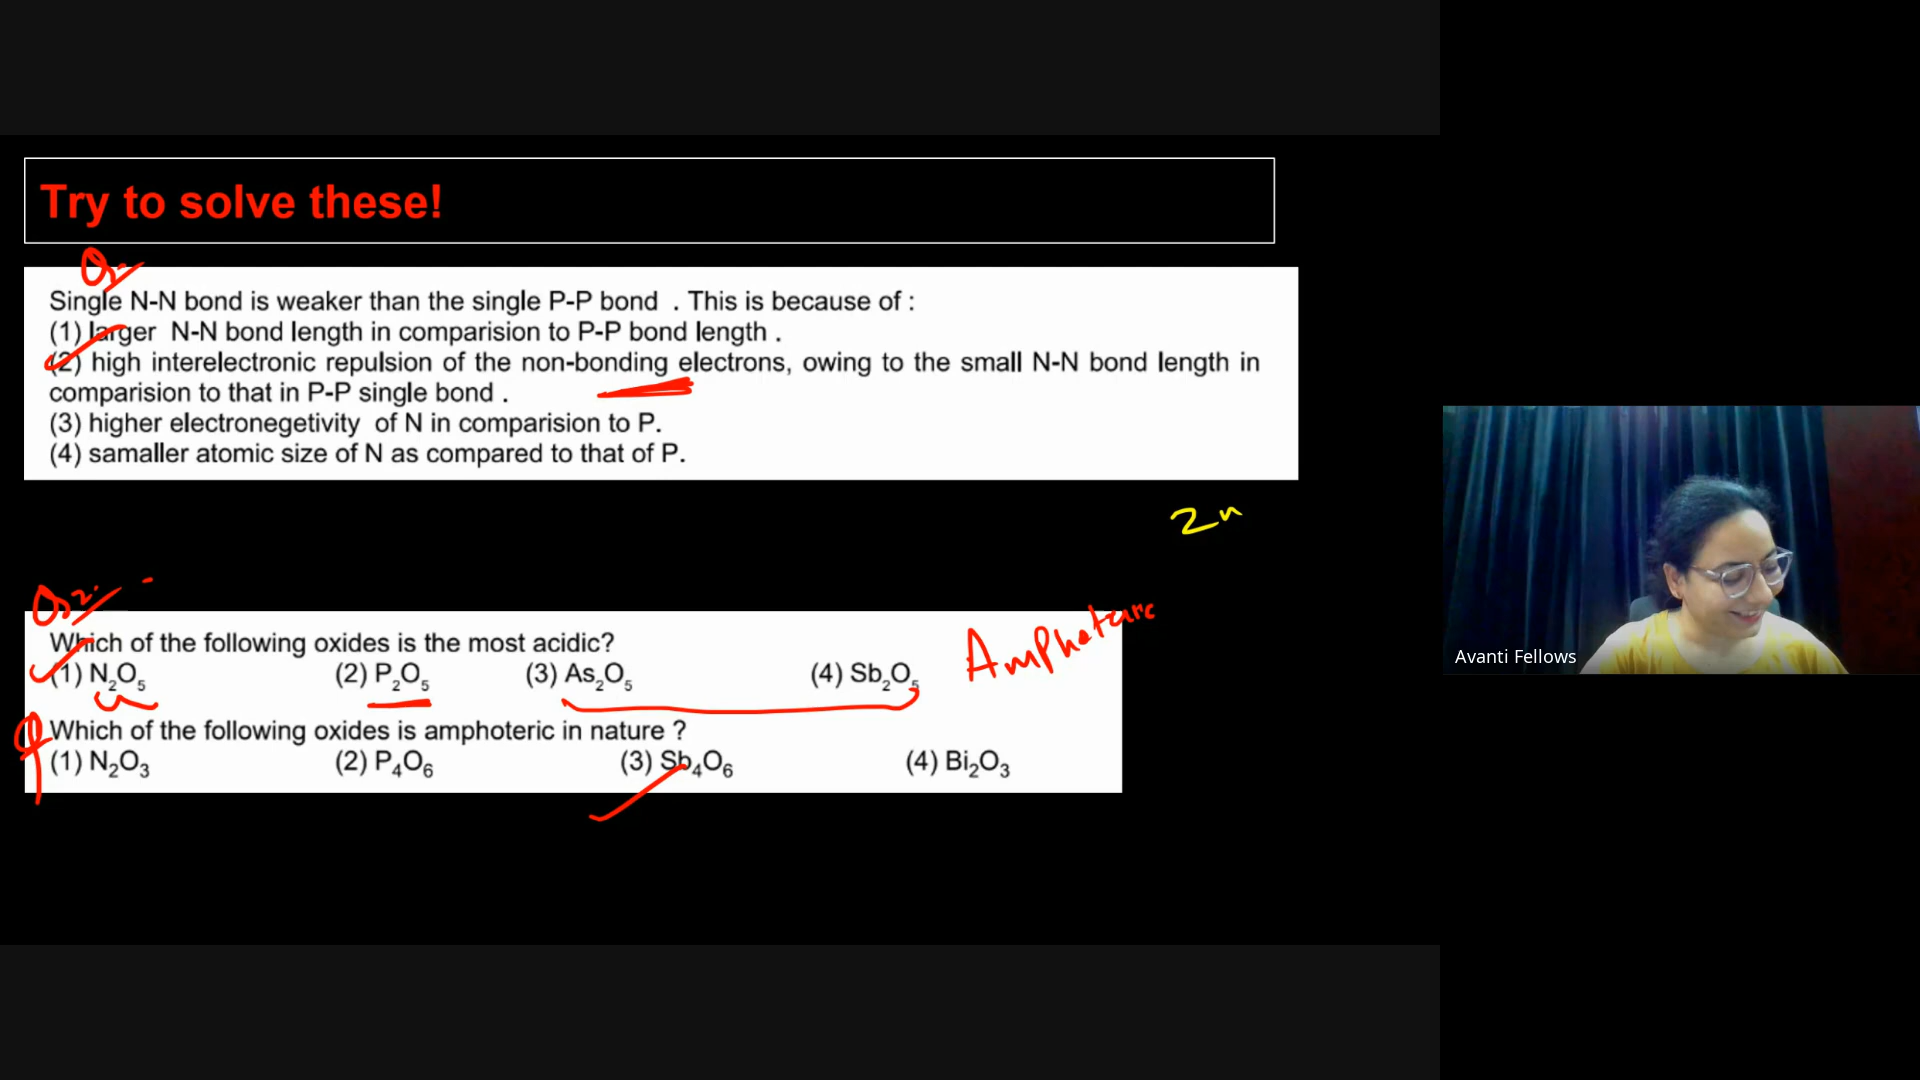 Try to solve these!
Q1.
Single N-N bond is weaker than the single P-P bond . This is because of :
(1) larger N-N bond length in comparision to P-P bond length .
(2) high interelectronic repulsion of the non-bonding electrons, owing to the small N-N bond length in
comparision to that in P-P single bond .
(3) higher electronegetivity of N in comparision to P.
(4) samaller atomic size of N as compared to that of P.
Zn
Q2.
Which of the following oxides is the most acidic?
(1) N₂O₅ (2) P₂O₅ (3) As₂O₅ (4) Sb₂O₅
Which of the following oxides is amphoteric in nature ?
(1) N₂O₃ (2) P₄O₆ (3) Sb₄O₆ (4) Bi₂O₃
Avanti Fellows